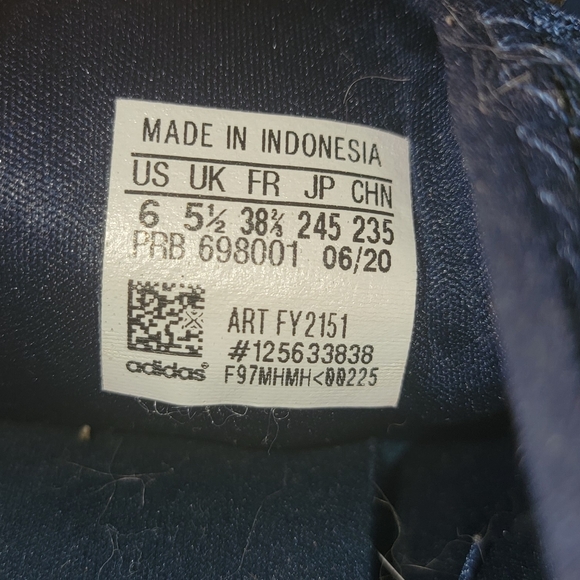 MADE IN INDONESIA
US UK FR JP CHN
6 5½ 38⅔ 245 235
PRB 698001 06/20
ART FY2151
#125633838
adidas®
F97MHMH<00225